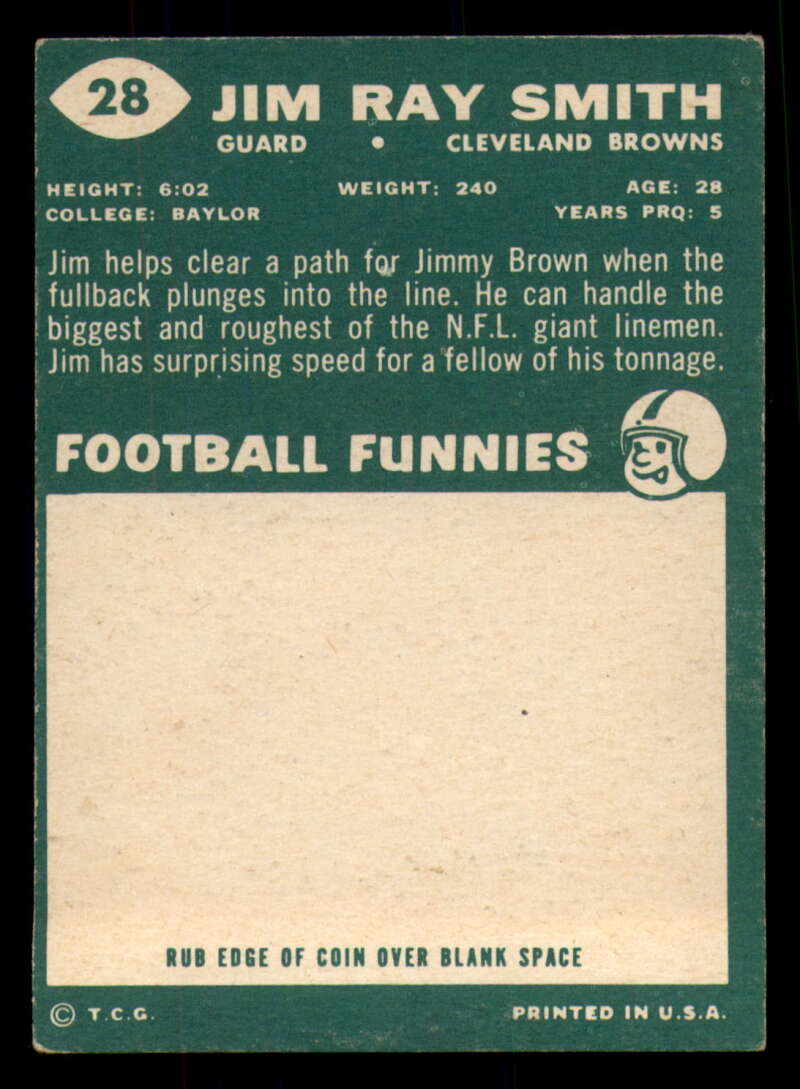 28
JIM RAY SMITH
GUARD • CLEVELAND BROWNS
HEIGHT: 6:02 WEIGHT: 240 AGE: 28
COLLEGE: BAYLOR YEARS PRO: 5
Jim helps clear a path for Jimmy Brown when the
fullback plunges into the line. He can handle the
biggest and roughest of the N.F.L. giant linemen.
Jim has surprising speed for a fellow of his tonnage.
FOOTBALL FUNNIES
RUB EDGE OF COIN OVER BLANK SPACE
© T.C.G. PRINTED IN U.S.A.